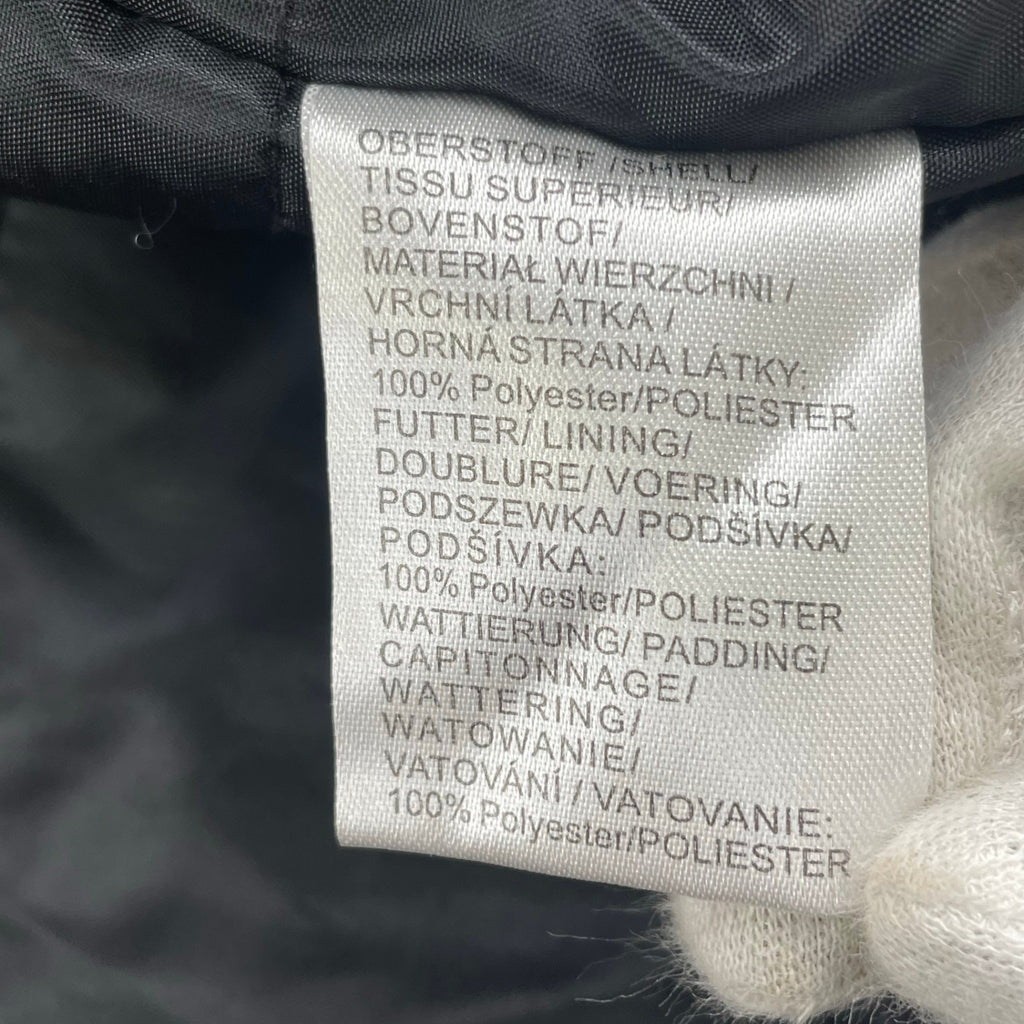 OBERSTOFF /SHELL/
TISSU SUPERIEUR/
BOVENSTOF/
MATERIAŁ WIERZCHNI /
VRCHNÍ LÁTKA /
HORNÁ STRANA LÁTKY:
100% Polyester/POLIESTER
FUTTER/ LINING/
DOUBLURE/ VOERING/
PODSZEWKA/ PODŠÍVKA/
PODŠÍVKA:
100% Polyester/POLIESTER
WATTIERUNG/ PADDING/
CAPITONNAGE/
WATTERING/
WATOWANIE/
VATOVÁNÍ / VATOVANIE:
100% Polyester/POLIESTER